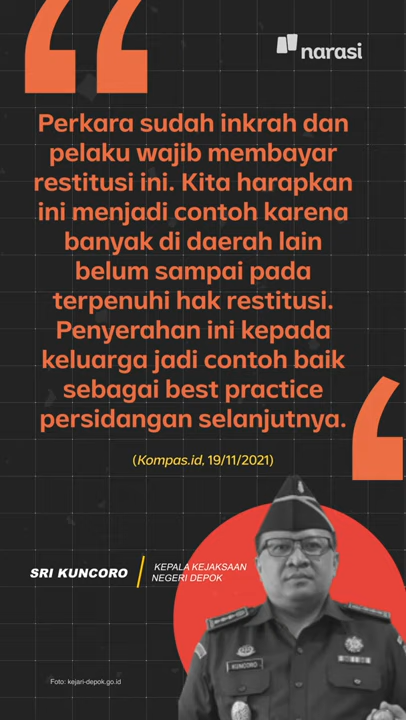 narasi
Perkara sudah inkrah dan
pelaku wajib membayar
restitusi ini. Kita harapkan
ini menjadi contoh karena
banyak di daerah lain
belum sampai pada
terpenuhi hak restitusi.
Penyerahan ini kepada
keluarga jadi contoh baik
sebagai best practice
persidangan selanjutnya.
(Kompas.id, 19/11/2021)
SRI KUNCORO
KEPALA KEJAKSAAN
NEGERI DEPOK
KUNCORO
Foto: kejari-depok.go.id